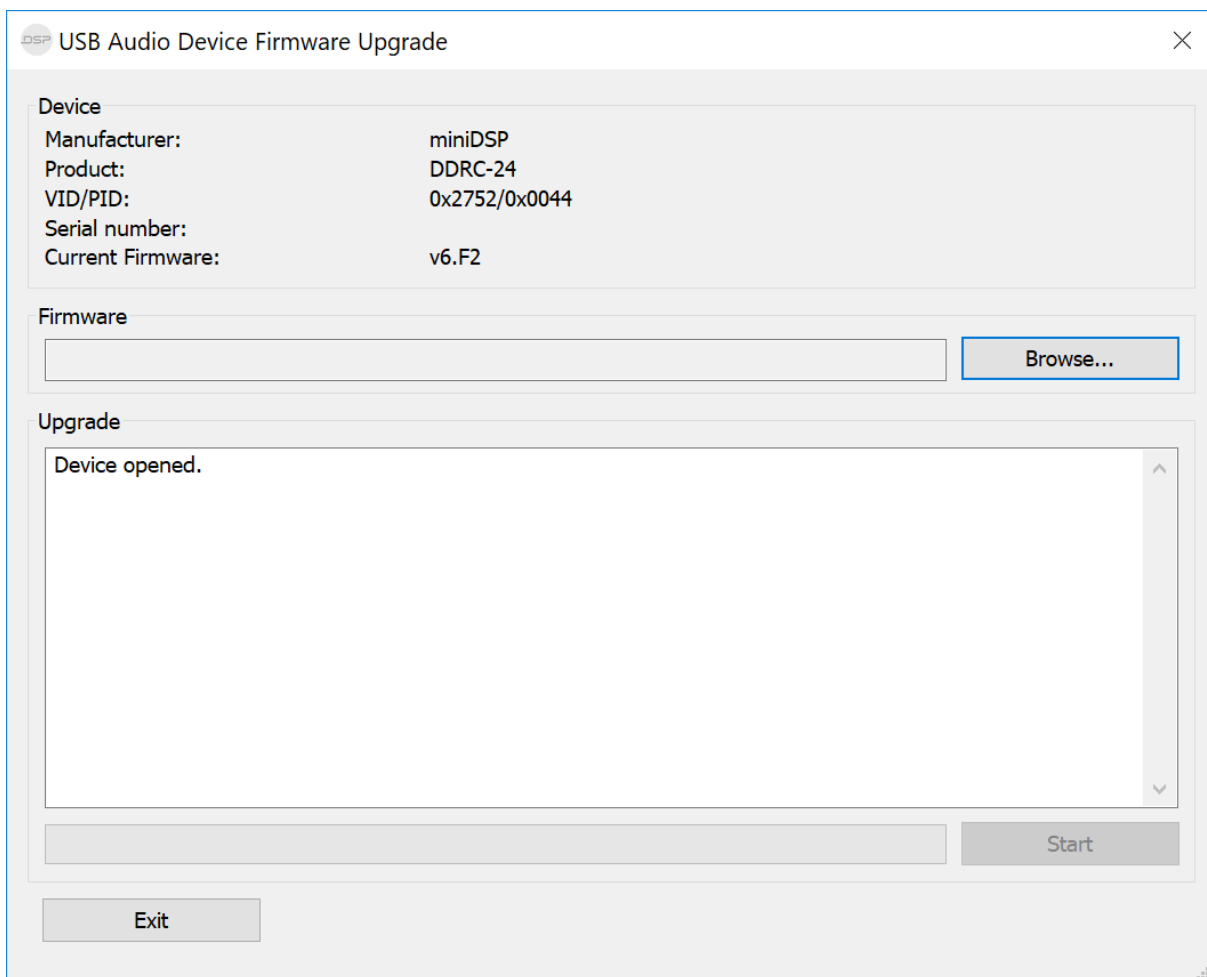 DSP USB Audio Device Firmware Upgrade
Device
Manufacturer: miniDSP
Product: DDRC-24
VID/PID: 0x2752/0x0044
Serial number:
Current Firmware: v6.F2
Firmware
Browse...
Upgrade
Device opened.
Start
Exit